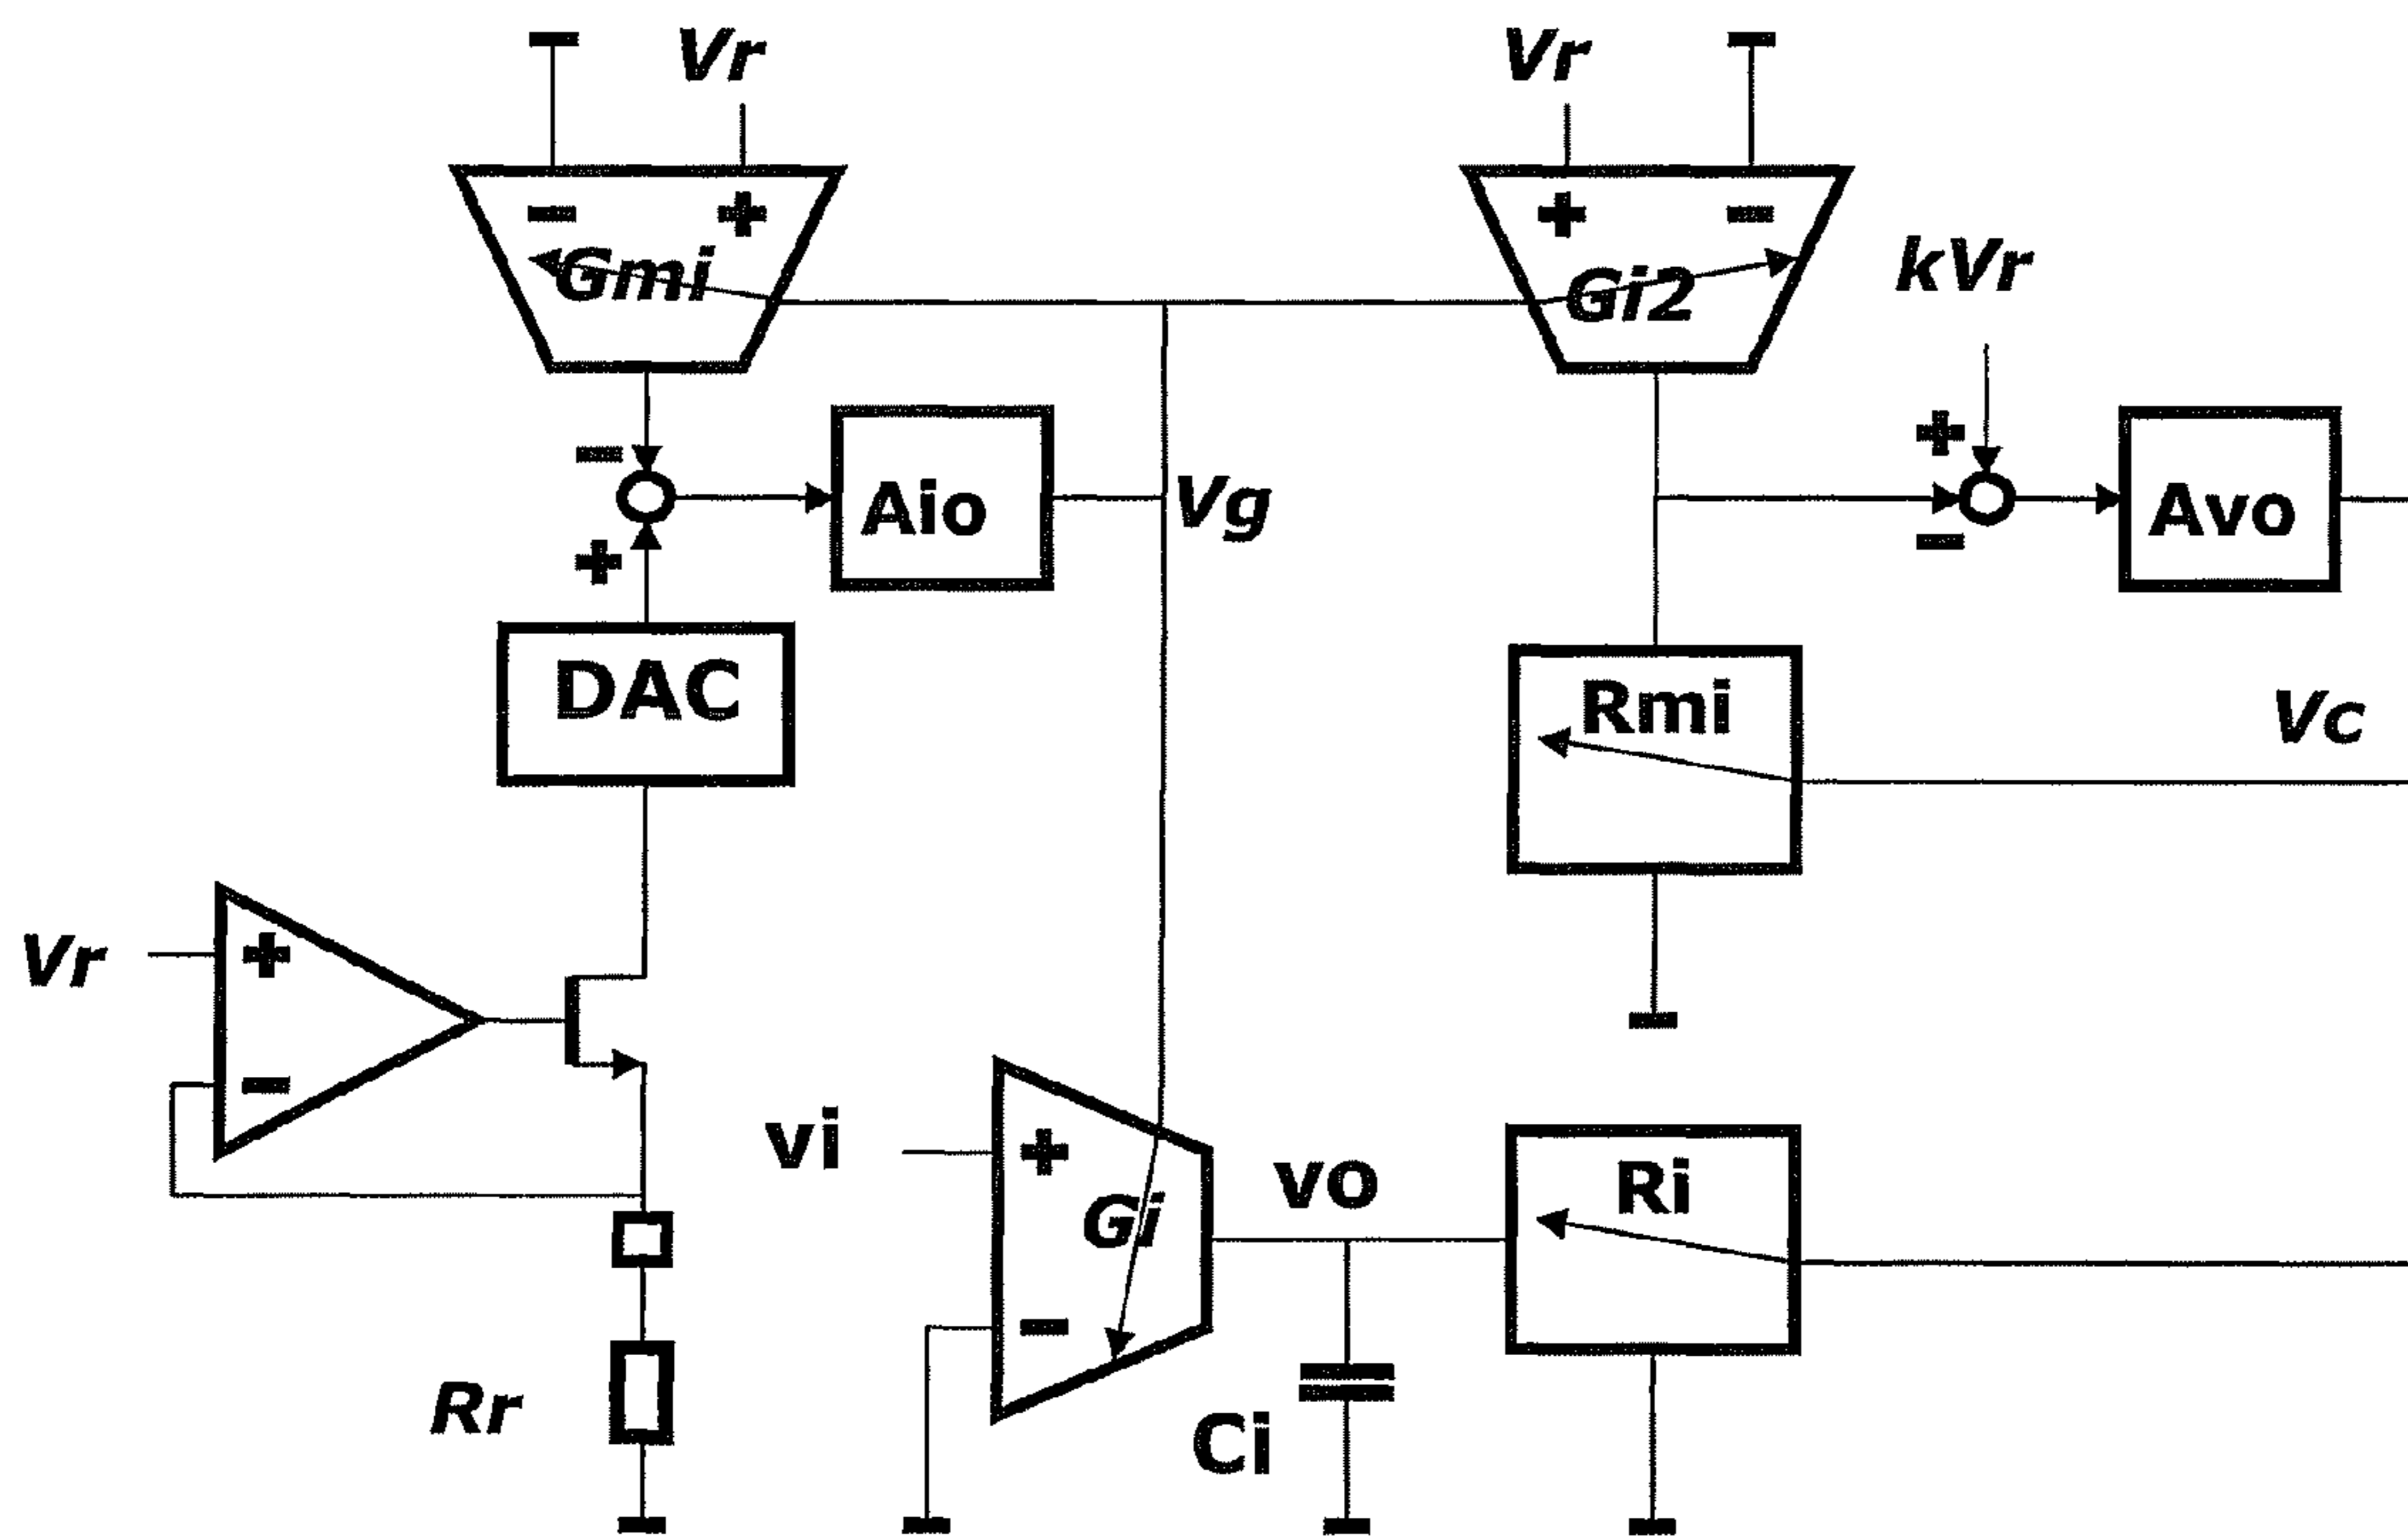 Vr
Vr
− +
+ −
Gmi
Gi2
kVr
−
+
Aio
Vg
Avo
+
−
DAC
Rmi
Vc
Vr
+
−
vi
+
Gi
−
vo
Ri
Rr
Ci